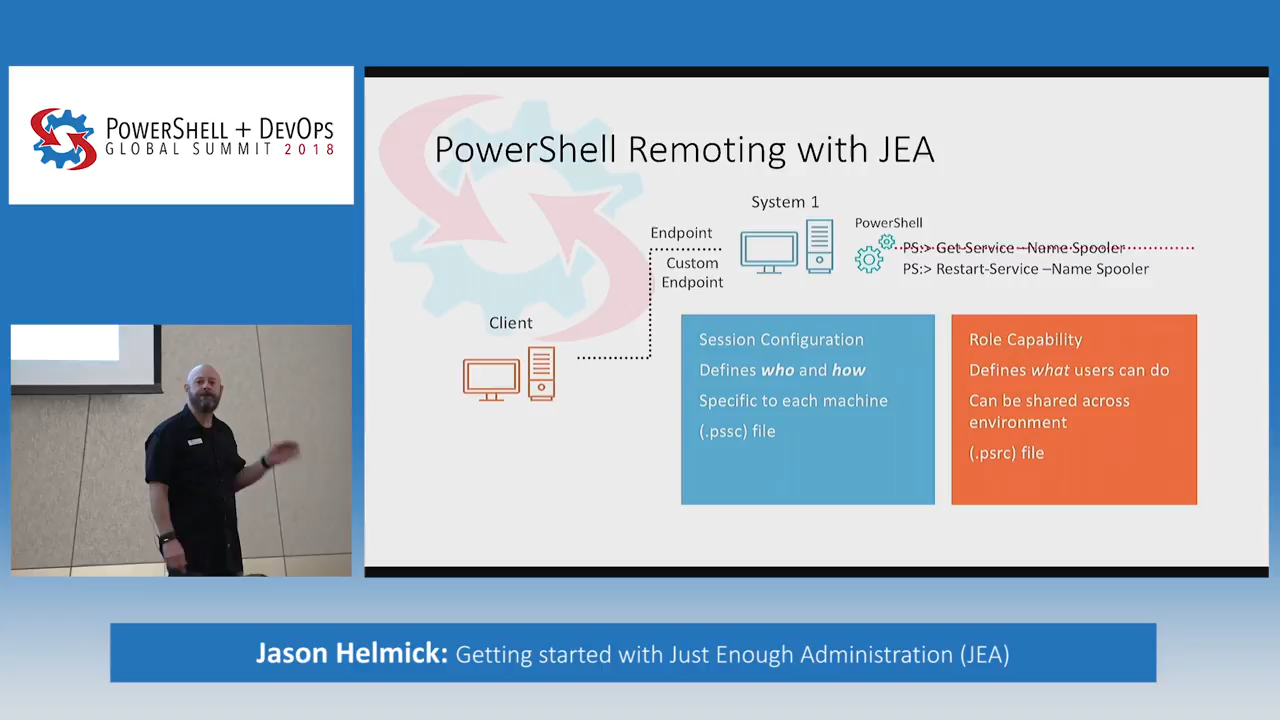 POWERSHELL + DEVOPS
GLOBAL SUMMIT 2018
PowerShell Remoting with JEA
System 1
PowerShell
Endpoint
PS:> Get-Service –Name Spooler
Custom
Endpoint
PS:> Restart-Service –Name Spooler
Client
Session Configuration
Defines who and how
Specific to each machine
(.pssc) file
Role Capability
Defines what users can do
Can be shared across
environment
(.psrc) file
Jason Helmick: Getting started with Just Enough Administration (JEA)